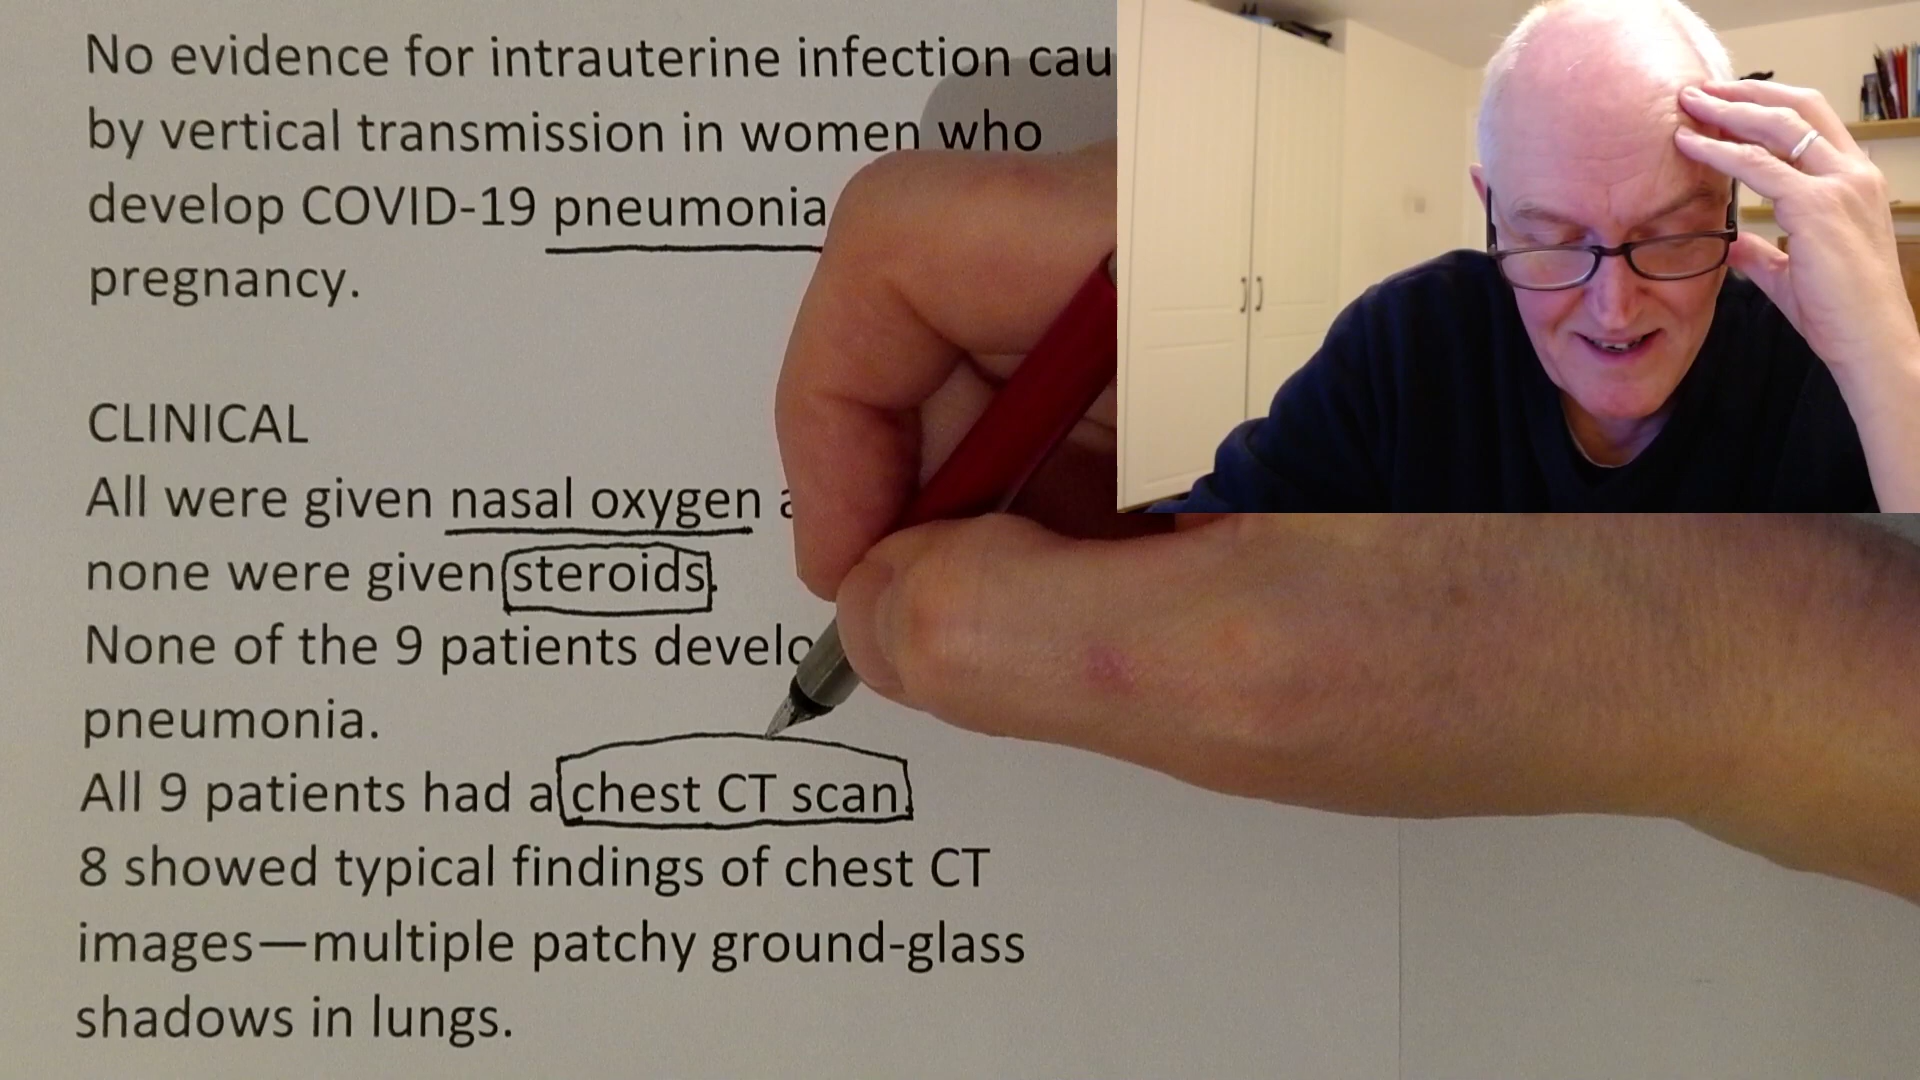 No evidence for intrauterine infection
by vertical transmission in women who
develop COVID-19 pneumonia
pregnancy.
CLINICAL
All were given nasal oxygen
none were given steroids.
None of the 9 patients
pneumonia.
All 9 patients had a chest CT scan.
8 showed typical findings of chest CT
images—multiple patchy ground-glass
shadows in lungs.